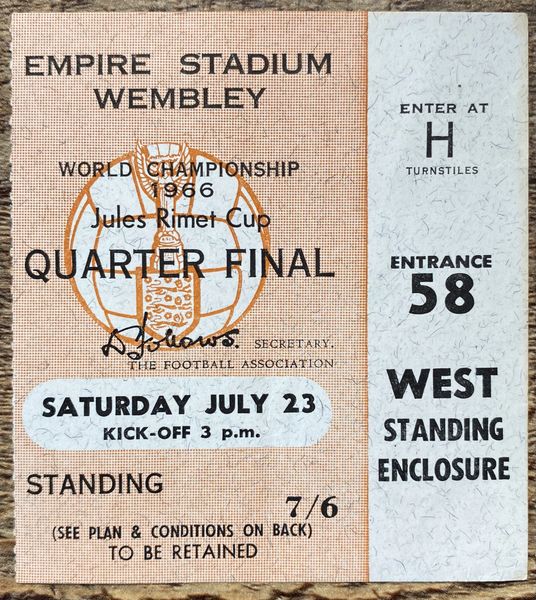 EMPIRE STADIUM
WEMBLEY
WORLD CHAMPIONSHIP
1966
Jules Rimet Cup
QUARTER FINAL
D Follows. SECRETARY.
THE FOOTBALL ASSOCIATION
SATURDAY JULY 23
KICK-OFF 3 p.m.
STANDING
7/6
(SEE PLAN & CONDITIONS ON BACK)
TO BE RETAINED
ENTER AT
H
TURNSTILES
ENTRANCE
58
WEST
STANDING
ENCLOSURE